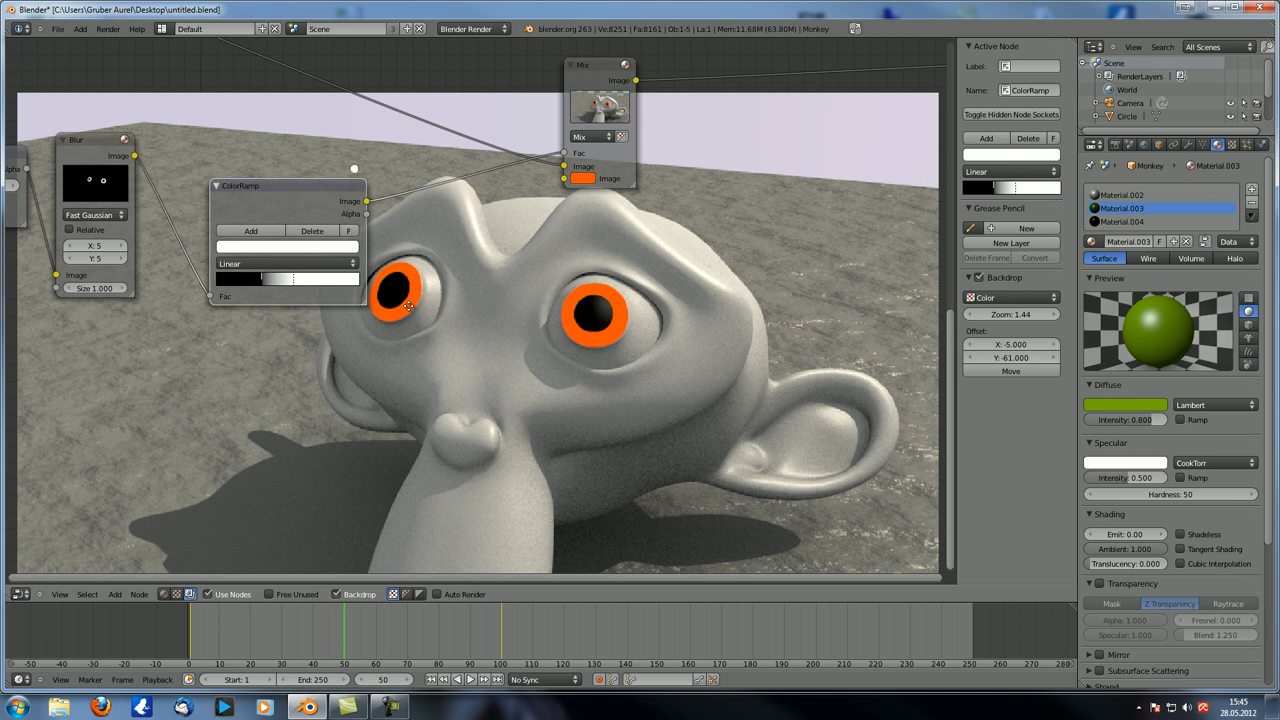 Blender* [C:\Users\Gruber Aurel\Desktop\untitled.blend]
File Add Render Help Default Scene 3 Blender Render blender.org 263 | Ve:8251 | Fa:8161 | Ob:1-5 | La:1 | Mem:11.68M (63.80M) | Monkey
Mix
Image
Mix
Fac
Image
Image
Alpha
Blur
Image
Fast Gaussian
Relative
X: 5
Y: 5
Image
Size 1.000
ColorRamp
Image
Alpha
Add Delete F
Linear
Fac
Active Node
Label:
Name: ColorRamp
Toggle Hidden Node Sockets
Add Delete F
Linear
Grease Pencil
New
New Layer
Delete Frame Convert
Backdrop
Color
Zoom: 1.44
Offset:
X: -5.000
Y: -61.000
Move
View Search All Scenes
Scene
RenderLayers
World
Camera
Circle
Monkey Material.003
Material.002
Material.003
Material.004
Material.003 F Data
Surface Wire Volume Halo
Preview
Diffuse
Lambert
Intensity: 0.800 Ramp
Specular
CookTorr
Intensity: 0.500 Ramp
Hardness: 50
Shading
Emit: 0.00 Shadeless
Ambient: 1.000 Tangent Shading
Translucency: 0.000 Cubic Interpolation
Transparency
Mask Z Transparency Raytrace
Alpha: 1.000 Fresnel: 0.000
Specular: 1.000 Blend: 1.250
Mirror
Subsurface Scattering
Strand
View Select Add Node Use Nodes Free Unused Backdrop Auto Render
-50 -40 -30 -20 -10 0 10 20 30 40 50 60 70 80 90 100 110 120 130 140 150 160 170 180 190 200 210 220 230 240 250 260 270 280
View Marker Frame Playback Start: 1 End: 250 50 No Sync
15:45
28.05.2012